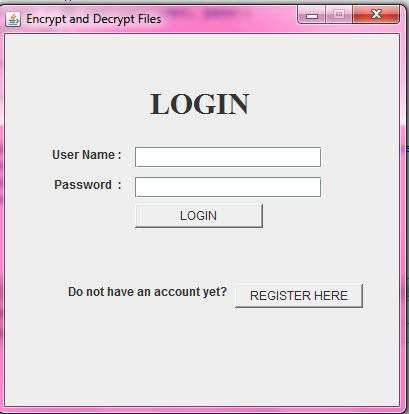 Encrypt and Decrypt Files
LOGIN
User Name :
Password :
LOGIN
Do not have an account yet? REGISTER HERE